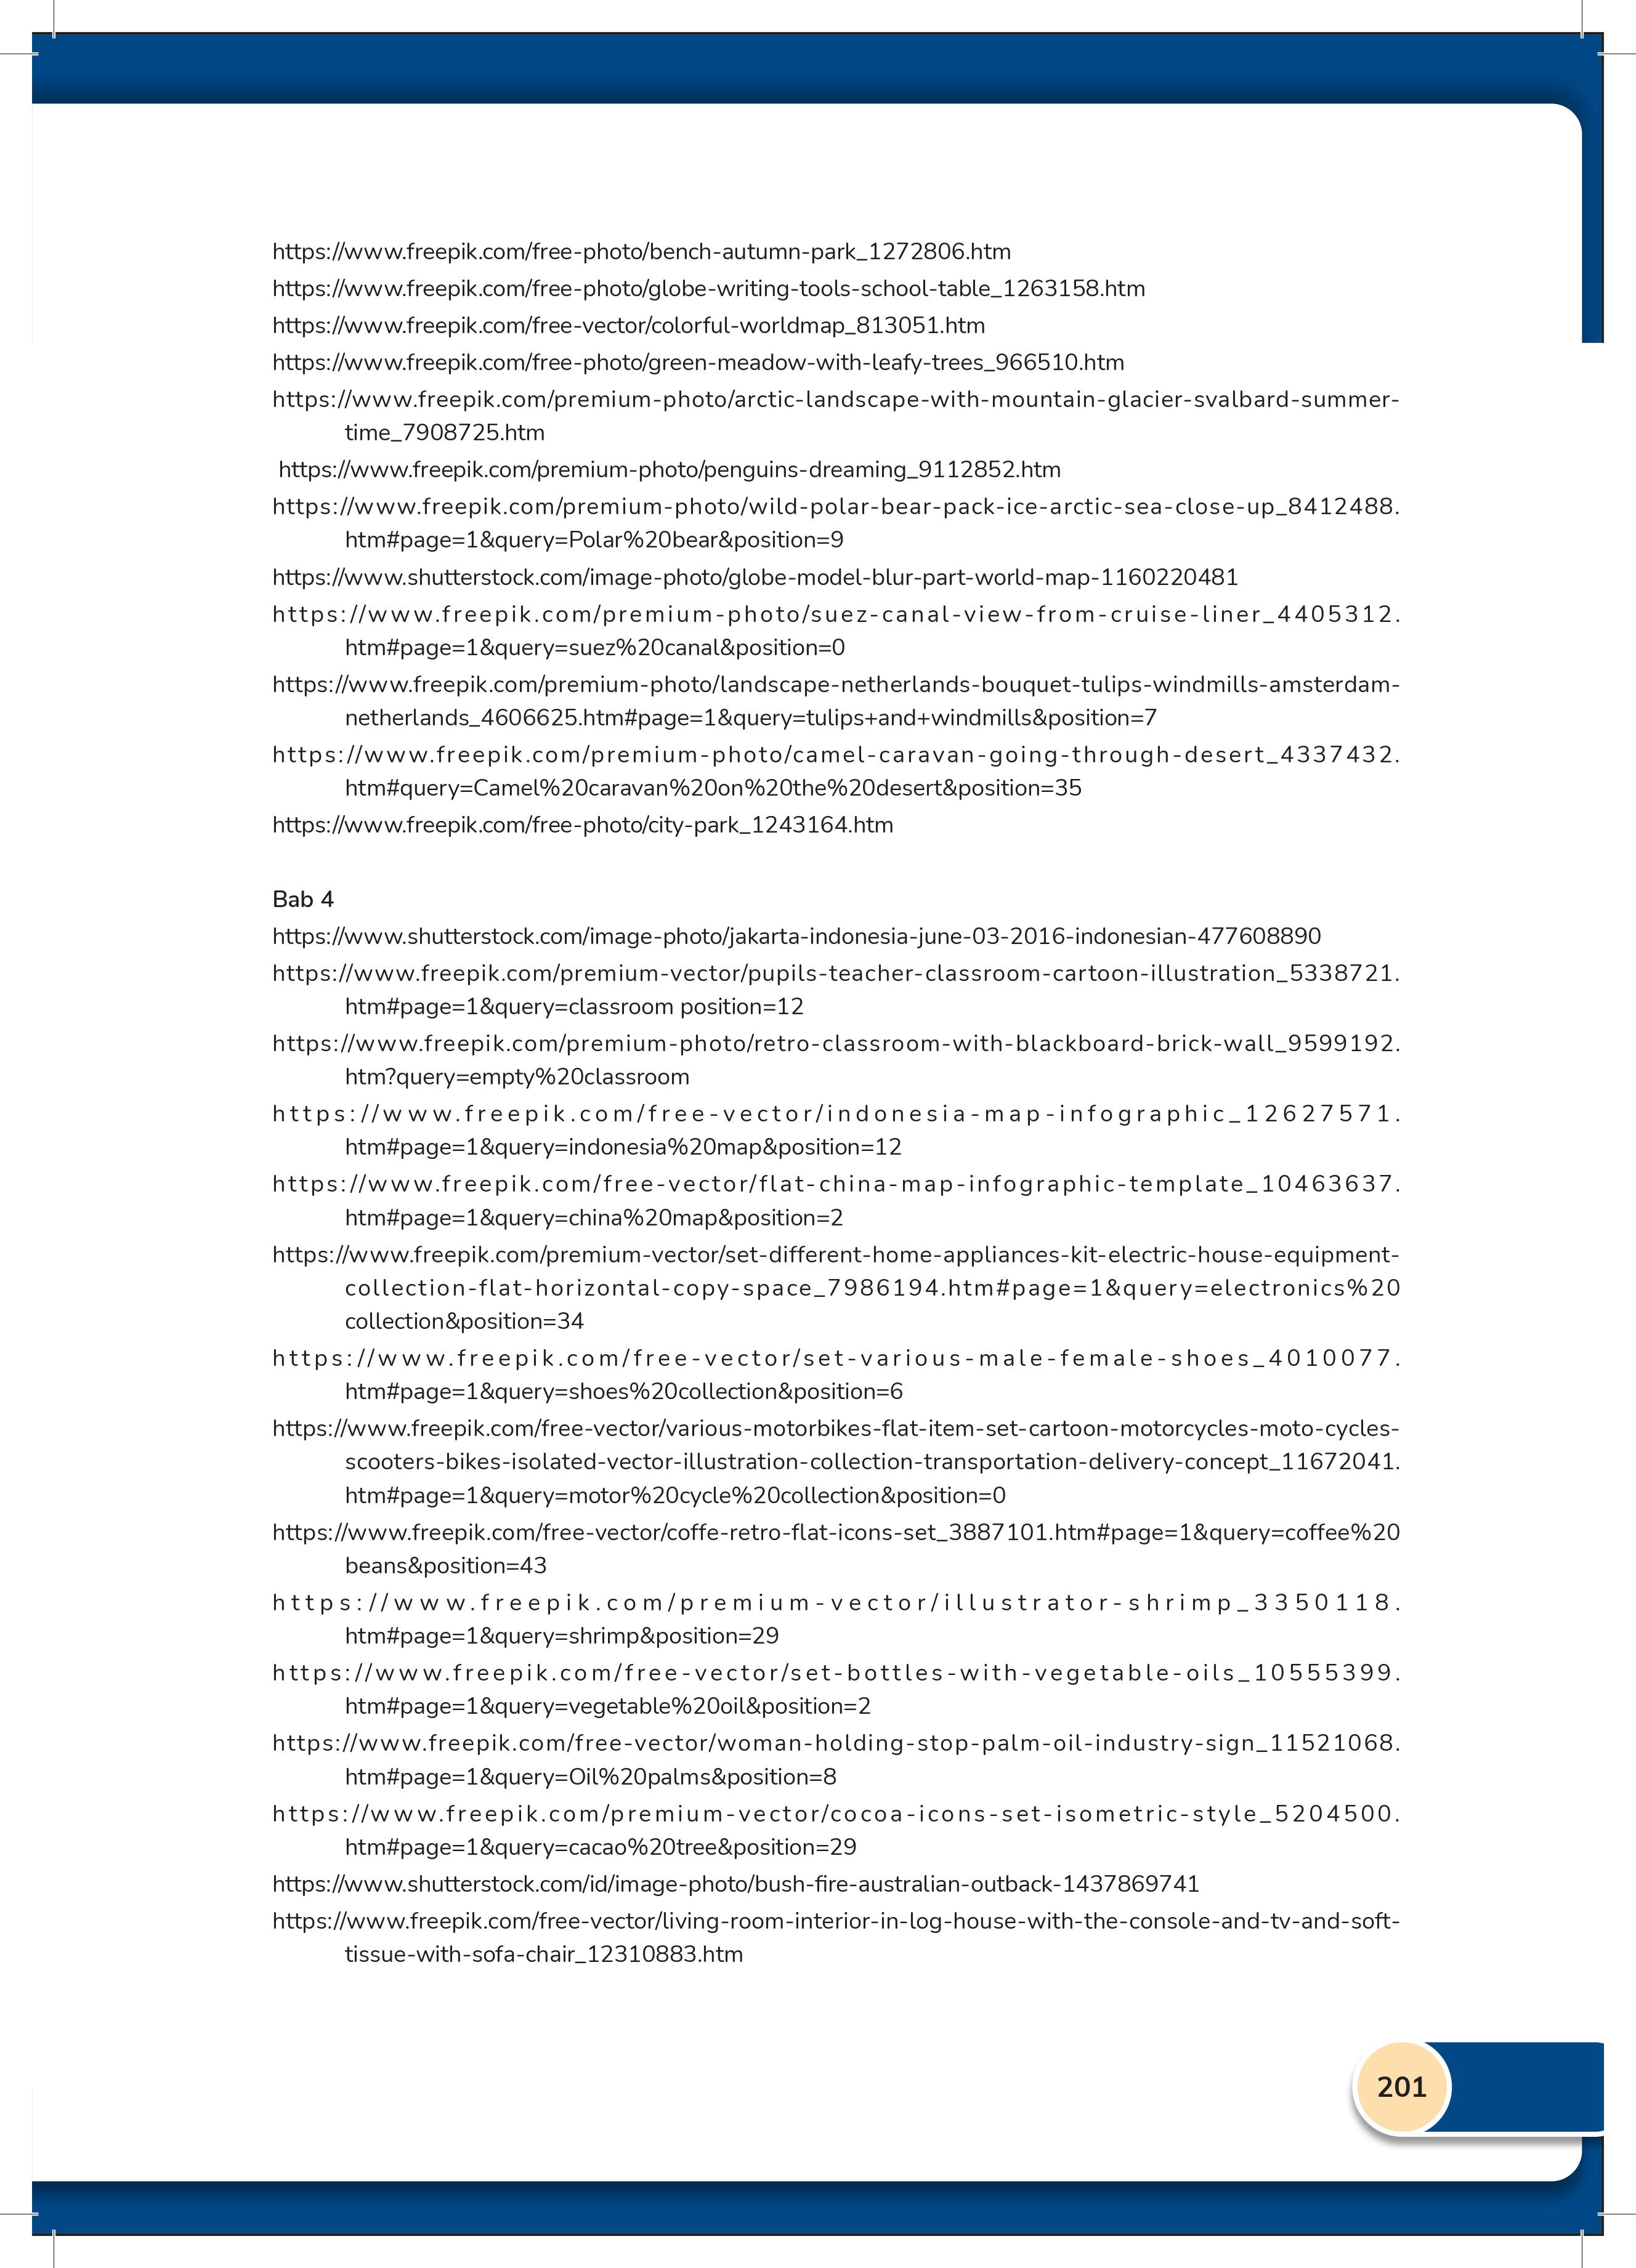 https://www.freepik.com/free-photo/bench-autumn-park_1272806.htm
https://www.freepik.com/free-photo/globe-writing-tools-school-table_1263158.htm
https://www.freepik.com/free-vector/colorful-worldmap_813051.htm
https://www.freepik.com/free-photo/green-meadow-with-leafy-trees_966510.htm
https://www.freepik.com/premium-photo/arctic-landscape-with-mountain-glacier-svalbard-summer-
time_7908725.htm
https://www.freepik.com/premium-photo/penguins-dreaming_9112852.htm
https://www.freepik.com/premium-photo/wild-polar-bear-pack-ice-arctic-sea-close-up_8412488.
htm#page=1&query=Polar%20bear&position=9
https://www.shutterstock.com/image-photo/globe-model-blur-part-world-map-1160220481
https://www.freepik.com/premium-photo/suez-canal-view-from-cruise-liner_4405312.
htm#page=1&query=suez%20canal&position=0
https://www.freepik.com/premium-photo/landscape-netherlands-bouquet-tulips-windmills-amsterdam-
netherlands_4606625.htm#page=1&query=tulips+and+windmills&position=7
https://www.freepik.com/premium-photo/camel-caravan-going-through-desert_4337432.
htm#query=Camel%20caravan%20on%20the%20desert&position=35
https://www.freepik.com/free-photo/city-park_1243164.htm
Bab 4
https://www.shutterstock.com/image-photo/jakarta-indonesia-june-03-2016-indonesian-477608890
https://www.freepik.com/premium-vector/pupils-teacher-classroom-cartoon-illustration_5338721.
htm#page=1&query=classroom position=12
https://www.freepik.com/premium-photo/retro-classroom-with-blackboard-brick-wall_9599192.
htm?query=empty%20classroom
https://www.freepik.com/free-vector/indonesia-map-infographic_12627571.
htm#page=1&query=indonesia%20map&position=12
https://www.freepik.com/free-vector/flat-china-map-infographic-template_10463637.
htm#page=1&query=china%20map&position=2
https://www.freepik.com/premium-vector/set-different-home-appliances-kit-electric-house-equipment-
collection-flat-horizontal-copy-space_7986194.htm#page=1&query=electronics%20
collection&position=34
https://www.freepik.com/free-vector/set-various-male-female-shoes_4010077.
htm#page=1&query=shoes%20collection&position=6
https://www.freepik.com/free-vector/various-motorbikes-flat-item-set-cartoon-motorcycles-moto-cycles-
scooters-bikes-isolated-vector-illustration-collection-transportation-delivery-concept_11672041.
htm#page=1&query=motor%20cycle%20collection&position=0
https://www.freepik.com/free-vector/coffe-retro-flat-icons-set_3887101.htm#page=1&query=coffee%20
beans&position=43
https://www.freepik.com/premium-vector/illustrator-shrimp_3350118.
htm#page=1&query=shrimp&position=29
https://www.freepik.com/free-vector/set-bottles-with-vegetable-oils_10555399.
htm#page=1&query=vegetable%20oil&position=2
https://www.freepik.com/free-vector/woman-holding-stop-palm-oil-industry-sign_11521068.
htm#page=1&query=Oil%20palms&position=8
https://www.freepik.com/premium-vector/cocoa-icons-set-isometric-style_5204500.
htm#page=1&query=cacao%20tree&position=29
https://www.shutterstock.com/id/image-photo/bush-fire-australian-outback-1437869741
https://www.freepik.com/free-vector/living-room-interior-in-log-house-with-the-console-and-tv-and-soft-
tissue-with-sofa-chair_12310883.htm
201